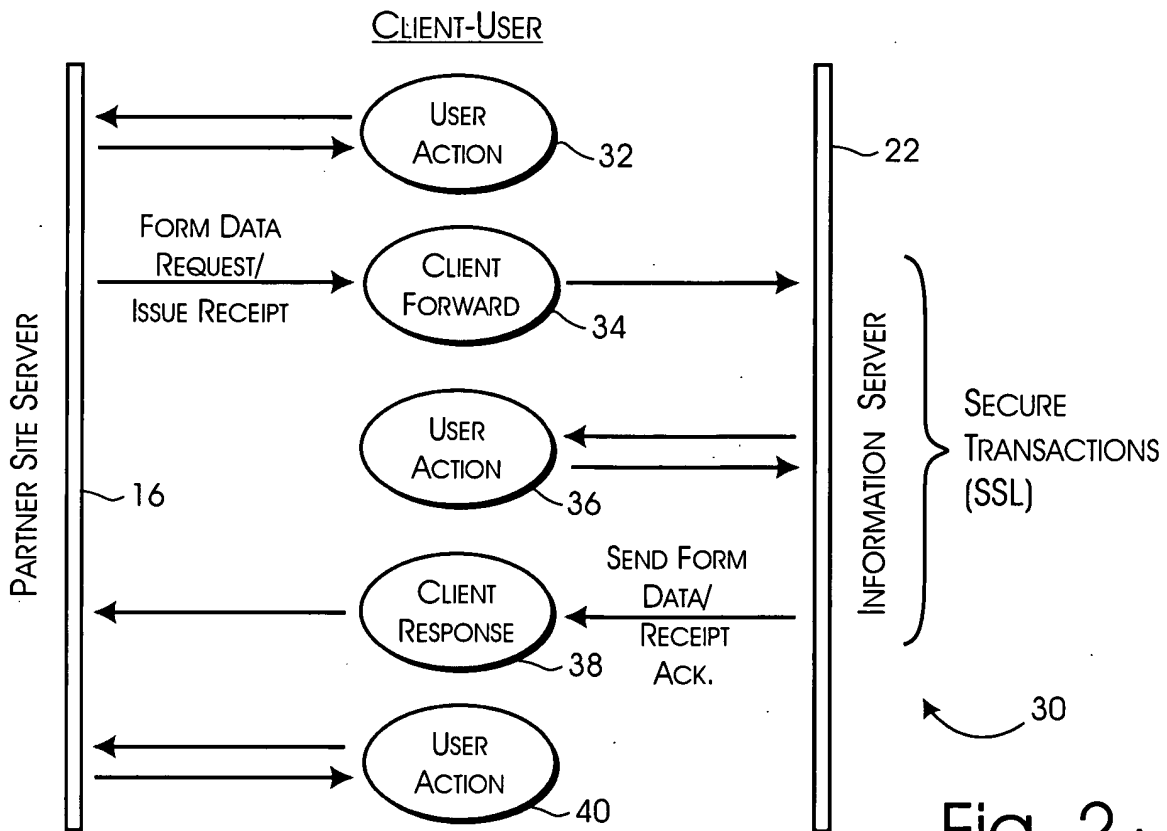 CLIENT-USER
USER
ACTION
32
22
FORM DATA
REQUEST/
ISSUE RECEIPT
CLIENT
FORWARD
34
PARTNER SITE SERVER
16
USER
ACTION
36
INFORMATION SERVER
SECURE
TRANSACTIONS
(SSL)
SEND FORM
DATA/
RECEIPT
ACK.
CLIENT
RESPONSE
38
30
USER
ACTION
40
Fig. 2